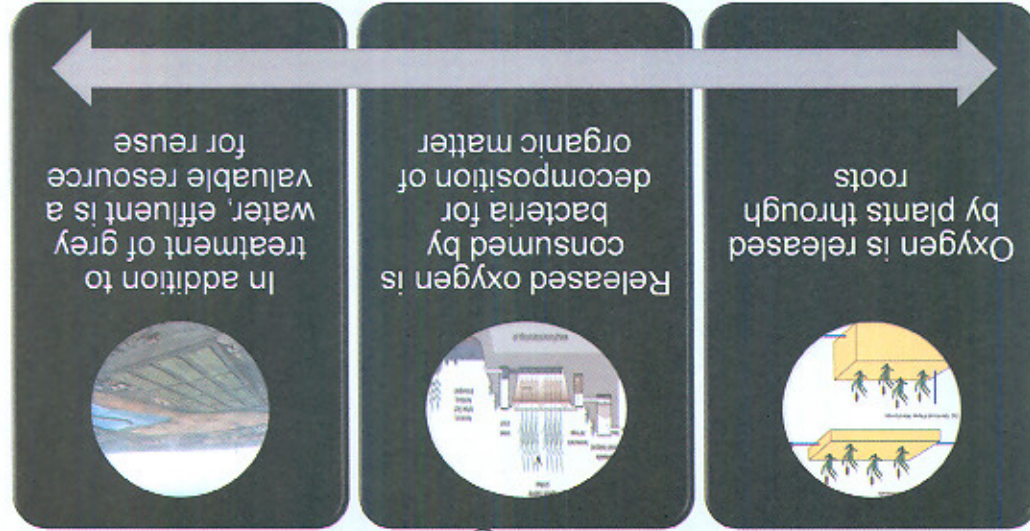 Oxygen is released
by plants through
roots
Released oxygen is
consumed by
bacteria for
decomposition of
organic matter
In addition to
treatment of grey
water, effluent is a
valuable resource
for reuse